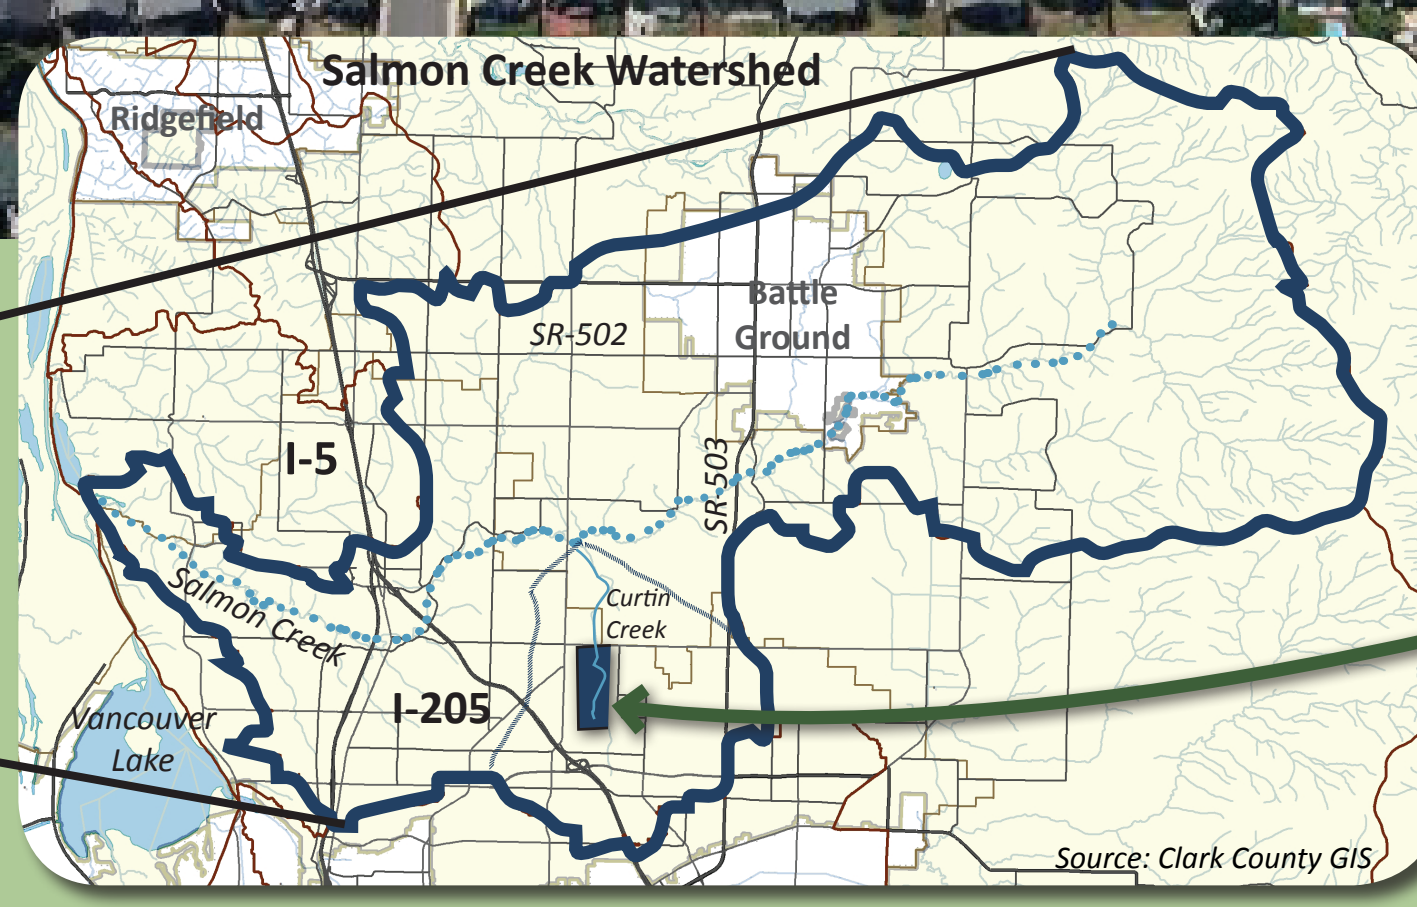 Salmon Creek Watershed
Ridgefield
Battle
Ground
SR-502
I-5
SR-503
Salmon Creek
Curtin
Creek
I-205
Vancouver
Lake
Source: Clark County GIS